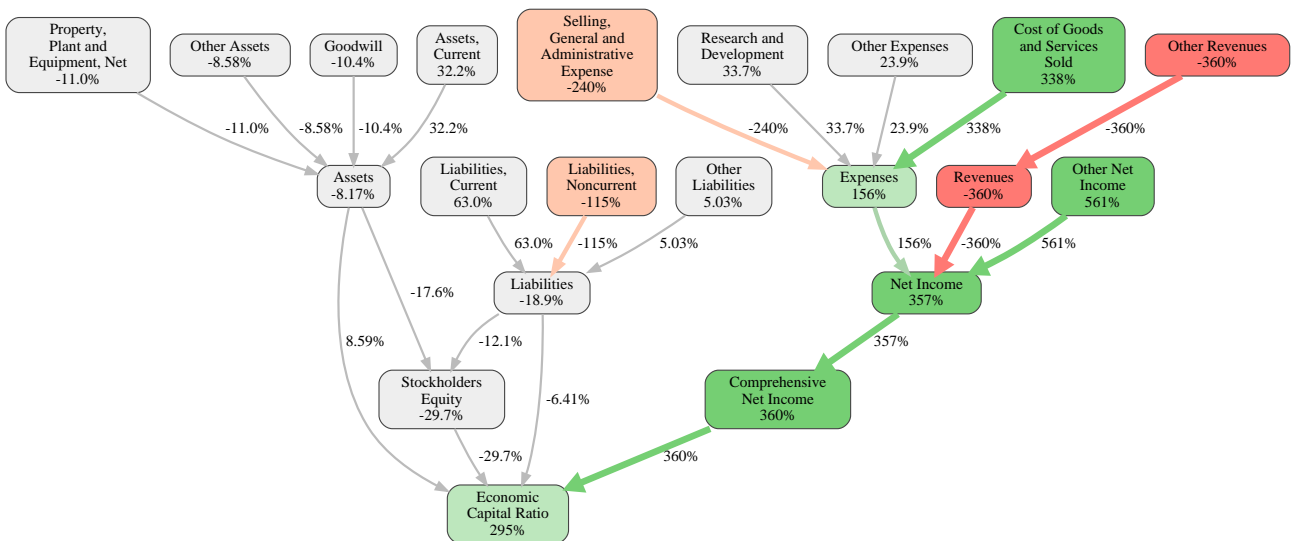 Property,
Plant and
Equipment, Net
-11.0%
Other Assets
-8.58%
Goodwill
-10.4%
Assets,
Current
32.2%
Selling,
General and
Administrative
Expense
-240%
Research and
Development
33.7%
Other Expenses
23.9%
Cost of Goods
and Services
Sold
338%
Other Revenues
-360%
-11.0%
-8.58%
-10.4%
32.2%
-240%
33.7%
23.9%
338%
-360%
Assets
-8.17%
Liabilities,
Current
63.0%
Liabilities,
Noncurrent
-115%
Other
Liabilities
5.03%
Expenses
156%
Revenues
-360%
Other Net
Income
561%
63.0%
-115%
5.03%
156%
-360%
561%
Liabilities
-18.9%
Net Income
357%
-17.6%
8.59%
-12.1%
357%
Stockholders
Equity
-29.7%
-6.41%
Comprehensive
Net Income
360%
-29.7%
360%
Economic
Capital Ratio
295%